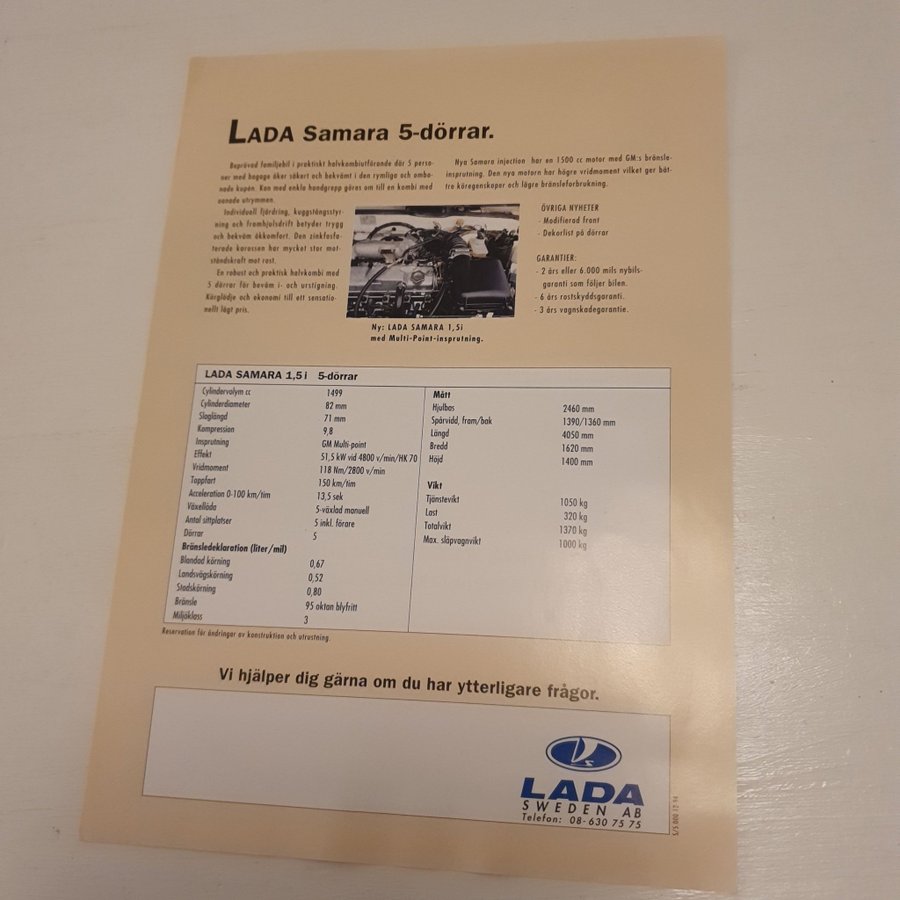 LADA Samara 5-dörrar.
Beprövad familjebil i praktiskt halvkombiutförande där 5 perso-
ner med bagage åker säkert och bekvämt i den rymliga och ombo-
nade kupén. Kan med enkla handgrepp göras om till en kombi med
oanade utrymmen.
Individuell fjädring, kuggstångsstyr-
ning och framhjulsdrift betyder trygg
och bekväm åkkomfort. Den zinkfosfa-
terade karossen har mycket stor mot-
ståndskraft mot rost.
En robust och praktisk halvkombi med
5 dörrar för bekväm i- och urstigning.
Körglädje och ekonomi till ett sensatio-
nellt lågt pris.
Nya Samara injection har en 1500 cc motor med GM:s bränsle-
insprutning. Den nya motorn har högre vridmoment vilket ger bät-
tre köregenskaper och lägre bränsleförbrukning.
ÖVRIGA NYHETER
- Modifierad front
- Dekorlist på dörrar
GARANTIER:
- 2 års eller 6.000 mils nybils-
garanti som följer bilen.
- 6 års rostskyddsgaranti.
- 3 års vagnskadegarantie.
Ny: LADA SAMARA 1,5i
med Multi-Point-insprutning.
LADA SAMARA 1,5 i 5-dörrar
Cylindervolym cc 1499
Cylinderdiameter 82 mm
Slaglängd 71 mm
Kompression 9,8
Insprutning GM Multi-point
Effekt 51,5 kW vid 4800 v/min/HK 70
Vridmoment 118 Nm/2800 v/min
Toppfart 150 km/tim
Acceleration 0-100 km/tim 13,5 sek
Växellåda 5-växlad manuell
Antal sittplatser 5 inkl. förare
Dörrar 5
Bränsledeklaration (liter/mil)
Blandad körning 0,67
Landsvägskörning 0,52
Stadskörning 0,80
Bränsle 95 oktan blyfritt
Miljöklass 3
Mått
Hjulbas 2460 mm
Spårvidd, fram/bak 1390/1360 mm
Längd 4050 mm
Bredd 1620 mm
Höjd 1400 mm
Vikt
Tjänstevikt 1050 kg
Last 320 kg
Totalvikt 1370 kg
Max. släpvagnvikt 1000 kg
Reservation för ändringar av konstruktion och utrustning.
Vi hjälper dig gärna om du har ytterligare frågor.
LADA
SWEDEN AB
Telefon: 08-630 75 75